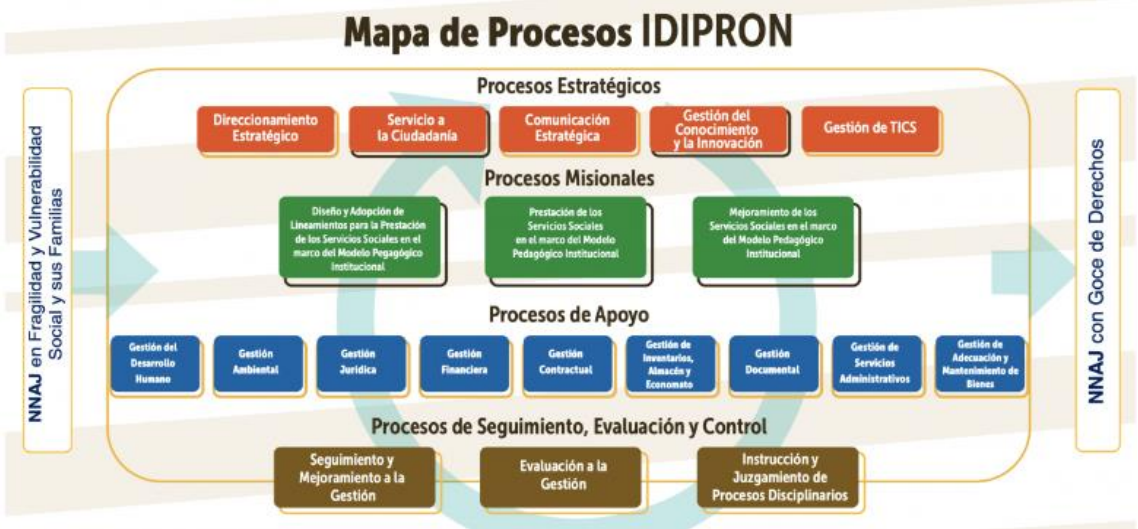 Mapa de Procesos IDIPRON
NNAJ en Fragilidad y Vulnerabilidad
Social y sus Familias
Procesos Estratégicos
Direccionamiento
Estratégico
Servicio a
la Ciudadanía
Comunicación
Estratégica
Gestión del
Conocimiento
y la Innovación
Gestión de TICS
Procesos Misionales
Diseño y Adopción de
Lineamientos para la Prestación
de los Servicios Sociales en el
marco del Modelo Pegagógico
Institucional
Prestación de los
Servicios Sociales
en el marco del Modelo
Pedagógico Institucional
Mejoramiento de los
Servicios Sociales en el marco
del Modelo Pedagógico
Institucional
Procesos de Apoyo
Gestión del
Desarrollo
Humano
Gestión
Ambiental
Gestión
Jurídica
Gestión
Financiera
Gestión
Contractual
Gestión de
Inventarios,
Almacén y
Economato
Gestión
Documental
Gestión de
Servicios
Administrativos
Gestión de
Adecuación y
Mantenimiento de
Bienes
Procesos de Seguimiento, Evaluación y Control
Seguimiento y
Mejoramiento a la
Gestión
Evaluación a la
Gestión
Instrucción y
Juzgamiento de
Procesos Disciplinarios
NNAJ con Goce de Derechos